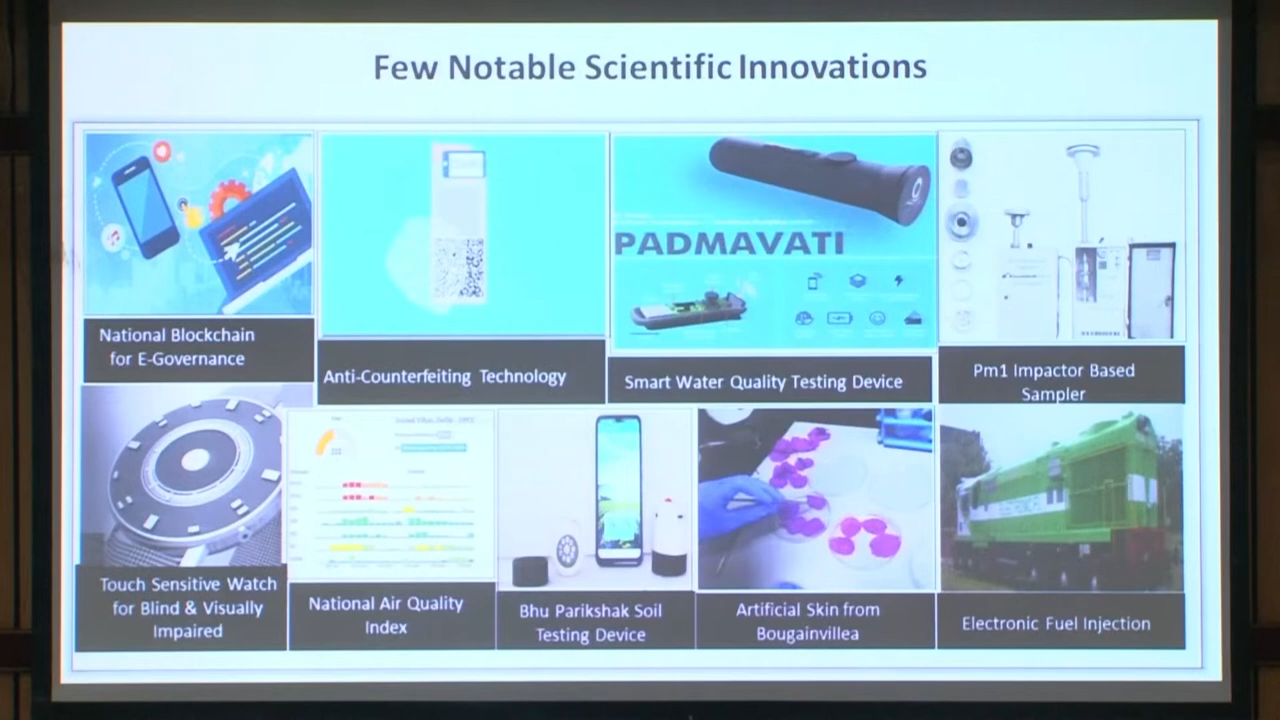 Few Notable Scientific Innovations
PADMAVATI
National Blockchain
for E-Governance
Anti-Counterfeiting Technology
Smart Water Quality Testing Device
Pm1 Impactor Based
Sampler
Touch Sensitive Watch
for Blind & Visually
Impaired
National Air Quality
Index
Bhu Parikshak Soil
Testing Device
Artificial Skin from
Bougainvillea
Electronic Fuel Injection